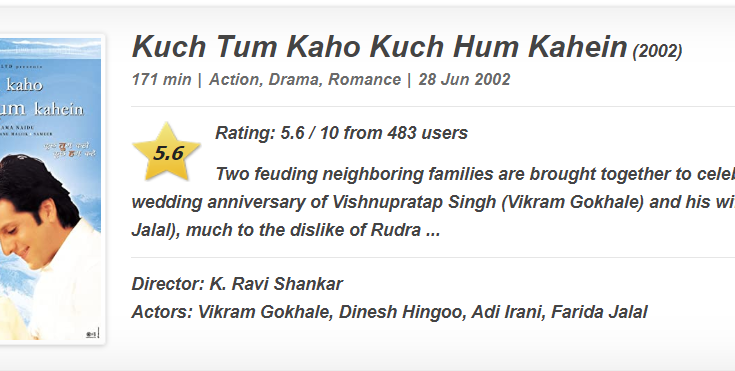 Kuch Tum Kaho Kuch Hum Kahein (2002)
171 min | Action, Drama, Romance | 28 Jun 2002
kaho
um kahein
5.6
Rating: 5.6 / 10 from 483 users
Two feuding neighboring families are brought together to celeb
wedding anniversary of Vishnupratap Singh (Vikram Gokhale) and his wi
Jalal), much to the dislike of Rudra ...
Director: K. Ravi Shankar
Actors: Vikram Gokhale, Dinesh Hingoo, Adi Irani, Farida Jalal